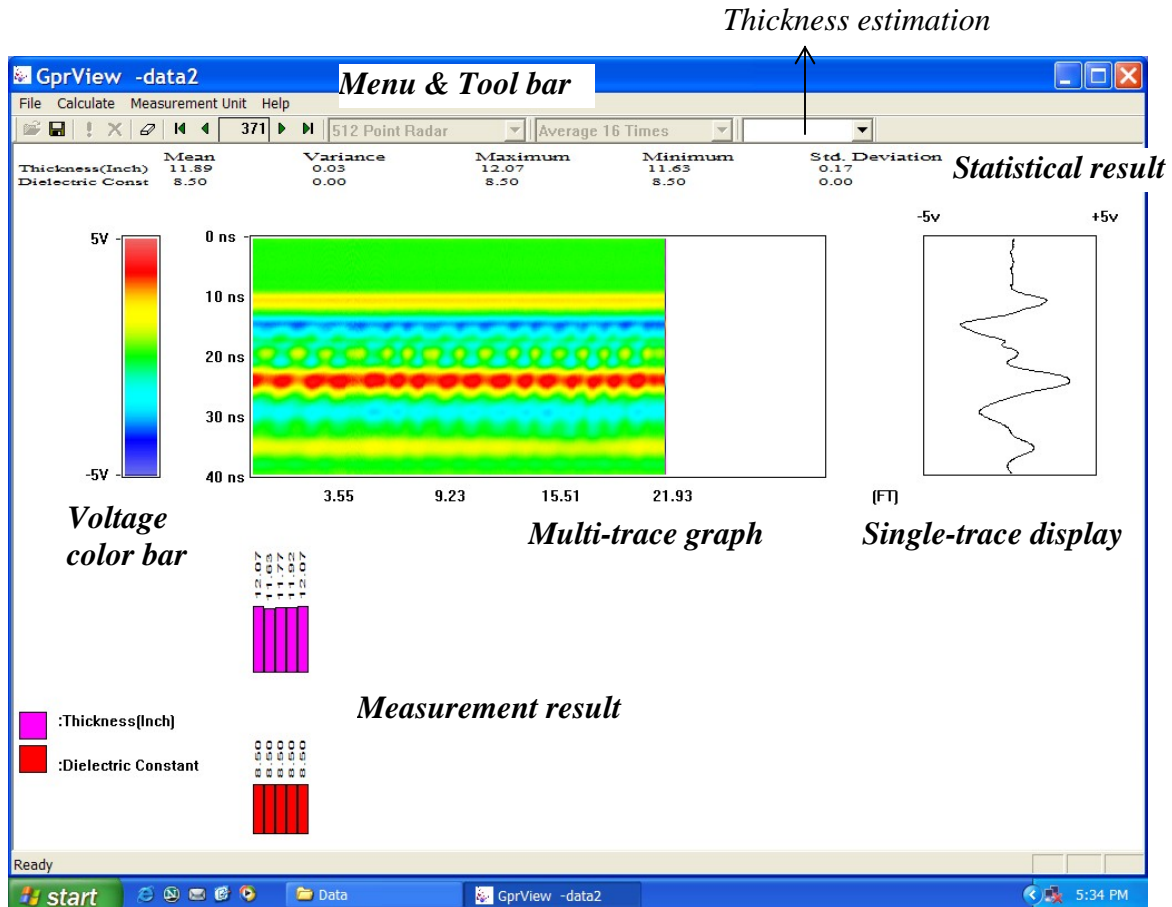 Thickness estimation
GprView -data2
Menu & Tool bar
File Calculate Measurement Unit Help
371 512 Point Radar Average 16 Times
Mean Variance Maximum Minimum Std. Deviation
Thickness(Inch) 11.89 0.03 12.07 11.63 0.17
Dielectric Const 8.50 0.00 8.50 8.50 0.00
Statistical result
-5v +5v
5V
0 ns
10 ns
20 ns
30 ns
40 ns
-5V
3.55 9.23 15.51 21.93 (FT)
Voltage
color bar
Multi-trace graph
Single-trace display
12.07 11.63 11.77 11.92 12.07
Measurement result
:Thickness(Inch)
:Dielectric Constant
8.50 8.50 8.50 8.50 8.50
Ready
start Data GprView -data2 5:34 PM